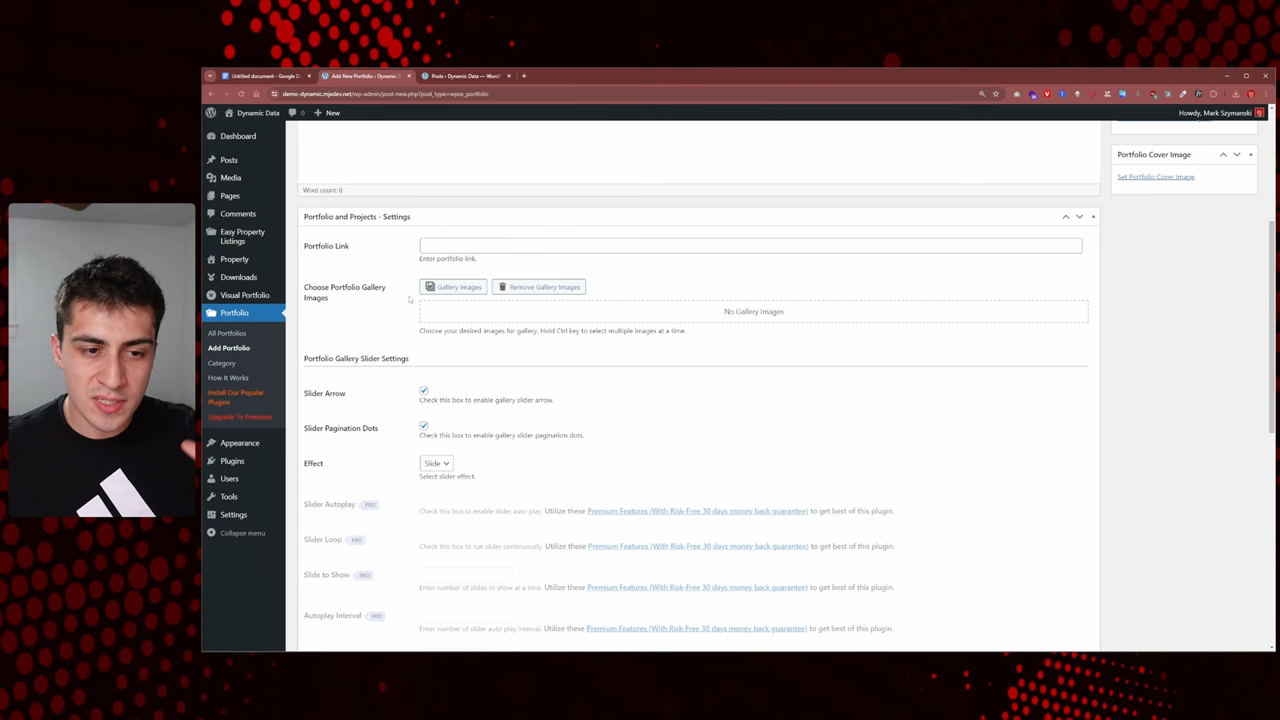 Untitled document - Google D
Add New Portfolio ‹ Dynamic D
Posts ‹ Dynamic Data — Word
demo-dynamic.mjsdev.net/wp-admin/post-new.php?post_type=wpos_portfolio
Dynamic Data
0
New
Howdy, Mark Szymanski
Dashboard
Posts
Media
Pages
Comments
Easy Property
Listings
Property
Downloads
Visual Portfolio
Portfolio
All Portfolios
Add Portfolio
Category
How It Works
Install Our Popular
Plugins
Upgrade To Premium
Appearance
Plugins
Users
Tools
Settings
Collapse menu
Word count: 0
Portfolio and Projects - Settings
Portfolio Link
Enter portfolio link.
Choose Portfolio Gallery
Images
Gallery Images
Remove Gallery Images
No Gallery Images
Choose your desired images for gallery. Hold Ctrl key to select multiple images at a time.
Portfolio Gallery Slider Settings
Slider Arrow
Check this box to enable gallery slider arrow.
Slider Pagination Dots
Check this box to enable gallery slider pagination dots.
Effect
Slide
Select slider effect.
Slider Autoplay PRO
Check this box to enable slider auto play. Utilize these Premium Features (With Risk-Free 30 days money back guarantee) to get best of this plugin.
Slider Loop PRO
Check this box to run slider continuously. Utilize these Premium Features (With Risk-Free 30 days money back guarantee) to get best of this plugin.
Slide to Show PRO
Enter number of slides to show at a time. Utilize these Premium Features (With Risk-Free 30 days money back guarantee) to get best of this plugin.
Autoplay Interval PRO
Enter number of slider auto play interval. Utilize these Premium Features (With Risk-Free 30 days money back guarantee) to get best of this plugin.
Portfolio Cover Image
Set Portfolio Cover Image